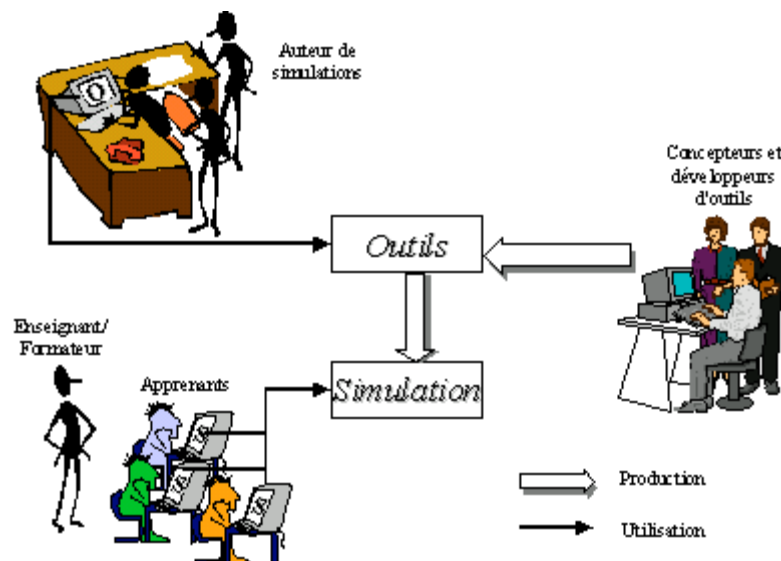 Auteur de
simulations
Concepteurs et
développeurs
d'outils
Outils
Enseignant/
Formateur
Apprenants
Simulation
Production
Utilisation